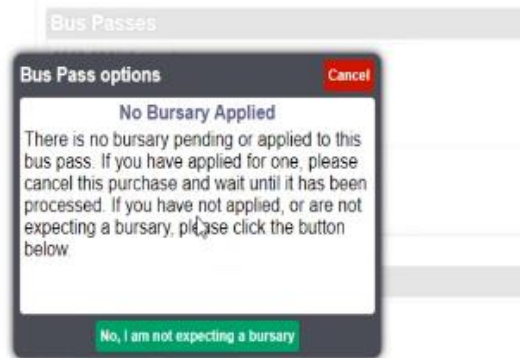 Bus Passes
Bus Pass options
Cancel
No Bursary Applied
There is no bursary pending or applied to this
bus pass. If you have applied for one, please
cancel this purchase and wait until it has been
processed. If you have not applied, or are not
expecting a bursary, please click the button
below.
No, I am not expecting a bursary